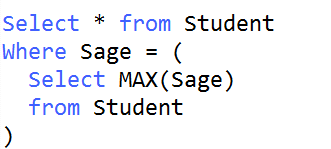 Select * from Student
Where Sage = (
  Select MAX(Sage)
  from Student
)